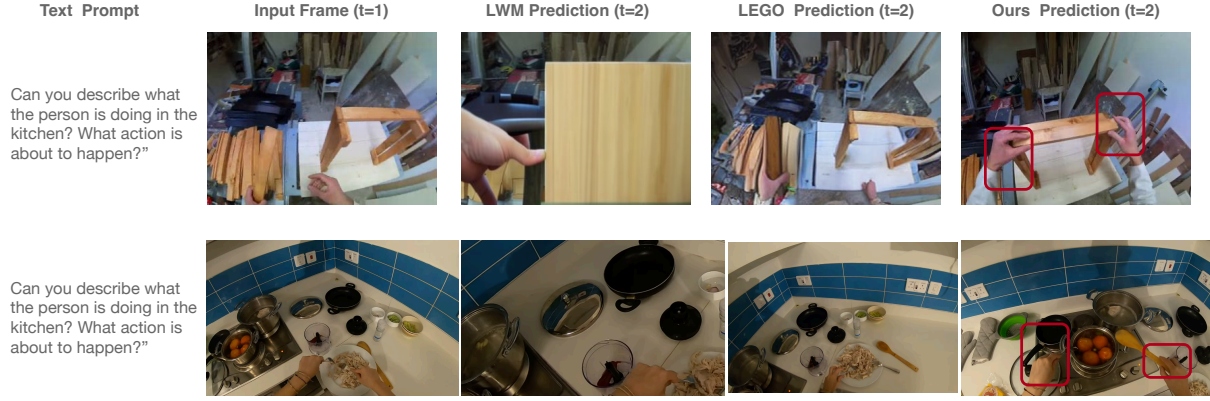 Text Prompt
Input Frame (t=1)
LWM Prediction (t=2)
LEGO Prediction (t=2)
Ours Prediction (t=2)
Can you describe what
the person is doing in the
kitchen? What action is
about to happen?”
Can you describe what
the person is doing in the
kitchen? What action is
about to happen?”